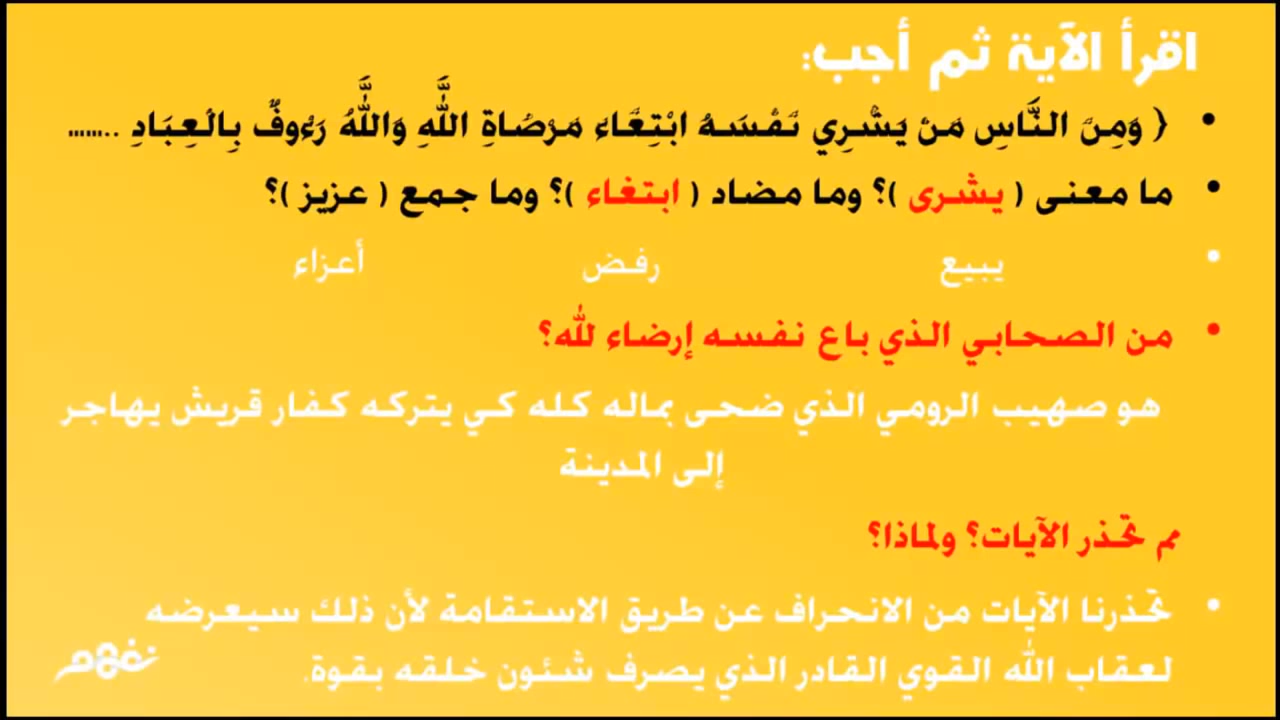 اقرأ الآية ثم أجب:
• { وَمِنَ النَّاسِ مَنْ يَشْرِي نَفْسَهُ ابْتِغَاءَ مَرْضَاةِ اللَّهِ وَاللَّهُ رَءُوفٌ بِالْعِبَادِ ........
• ما معنى ( يشرى )؟ وما مضاد ( ابتغاء )؟ وما جمع ( عزيز )؟
• يبيع رفض أعزاء
• من الصحابي الذي باع نفسه إرضاء لله؟
هو صهيب الرومي الذي ضحى بماله كله كي يتركه كفار قريش يهاجر
إلى المدينة
مم تحذر الآيات؟ ولماذا؟
• تحذرنا الآيات من الانحراف عن طريق الاستقامة لأن ذلك سيعرضه
لعقاب الله القوي القادر الذي يصرف شئون خلقه بقوة.
نفهم